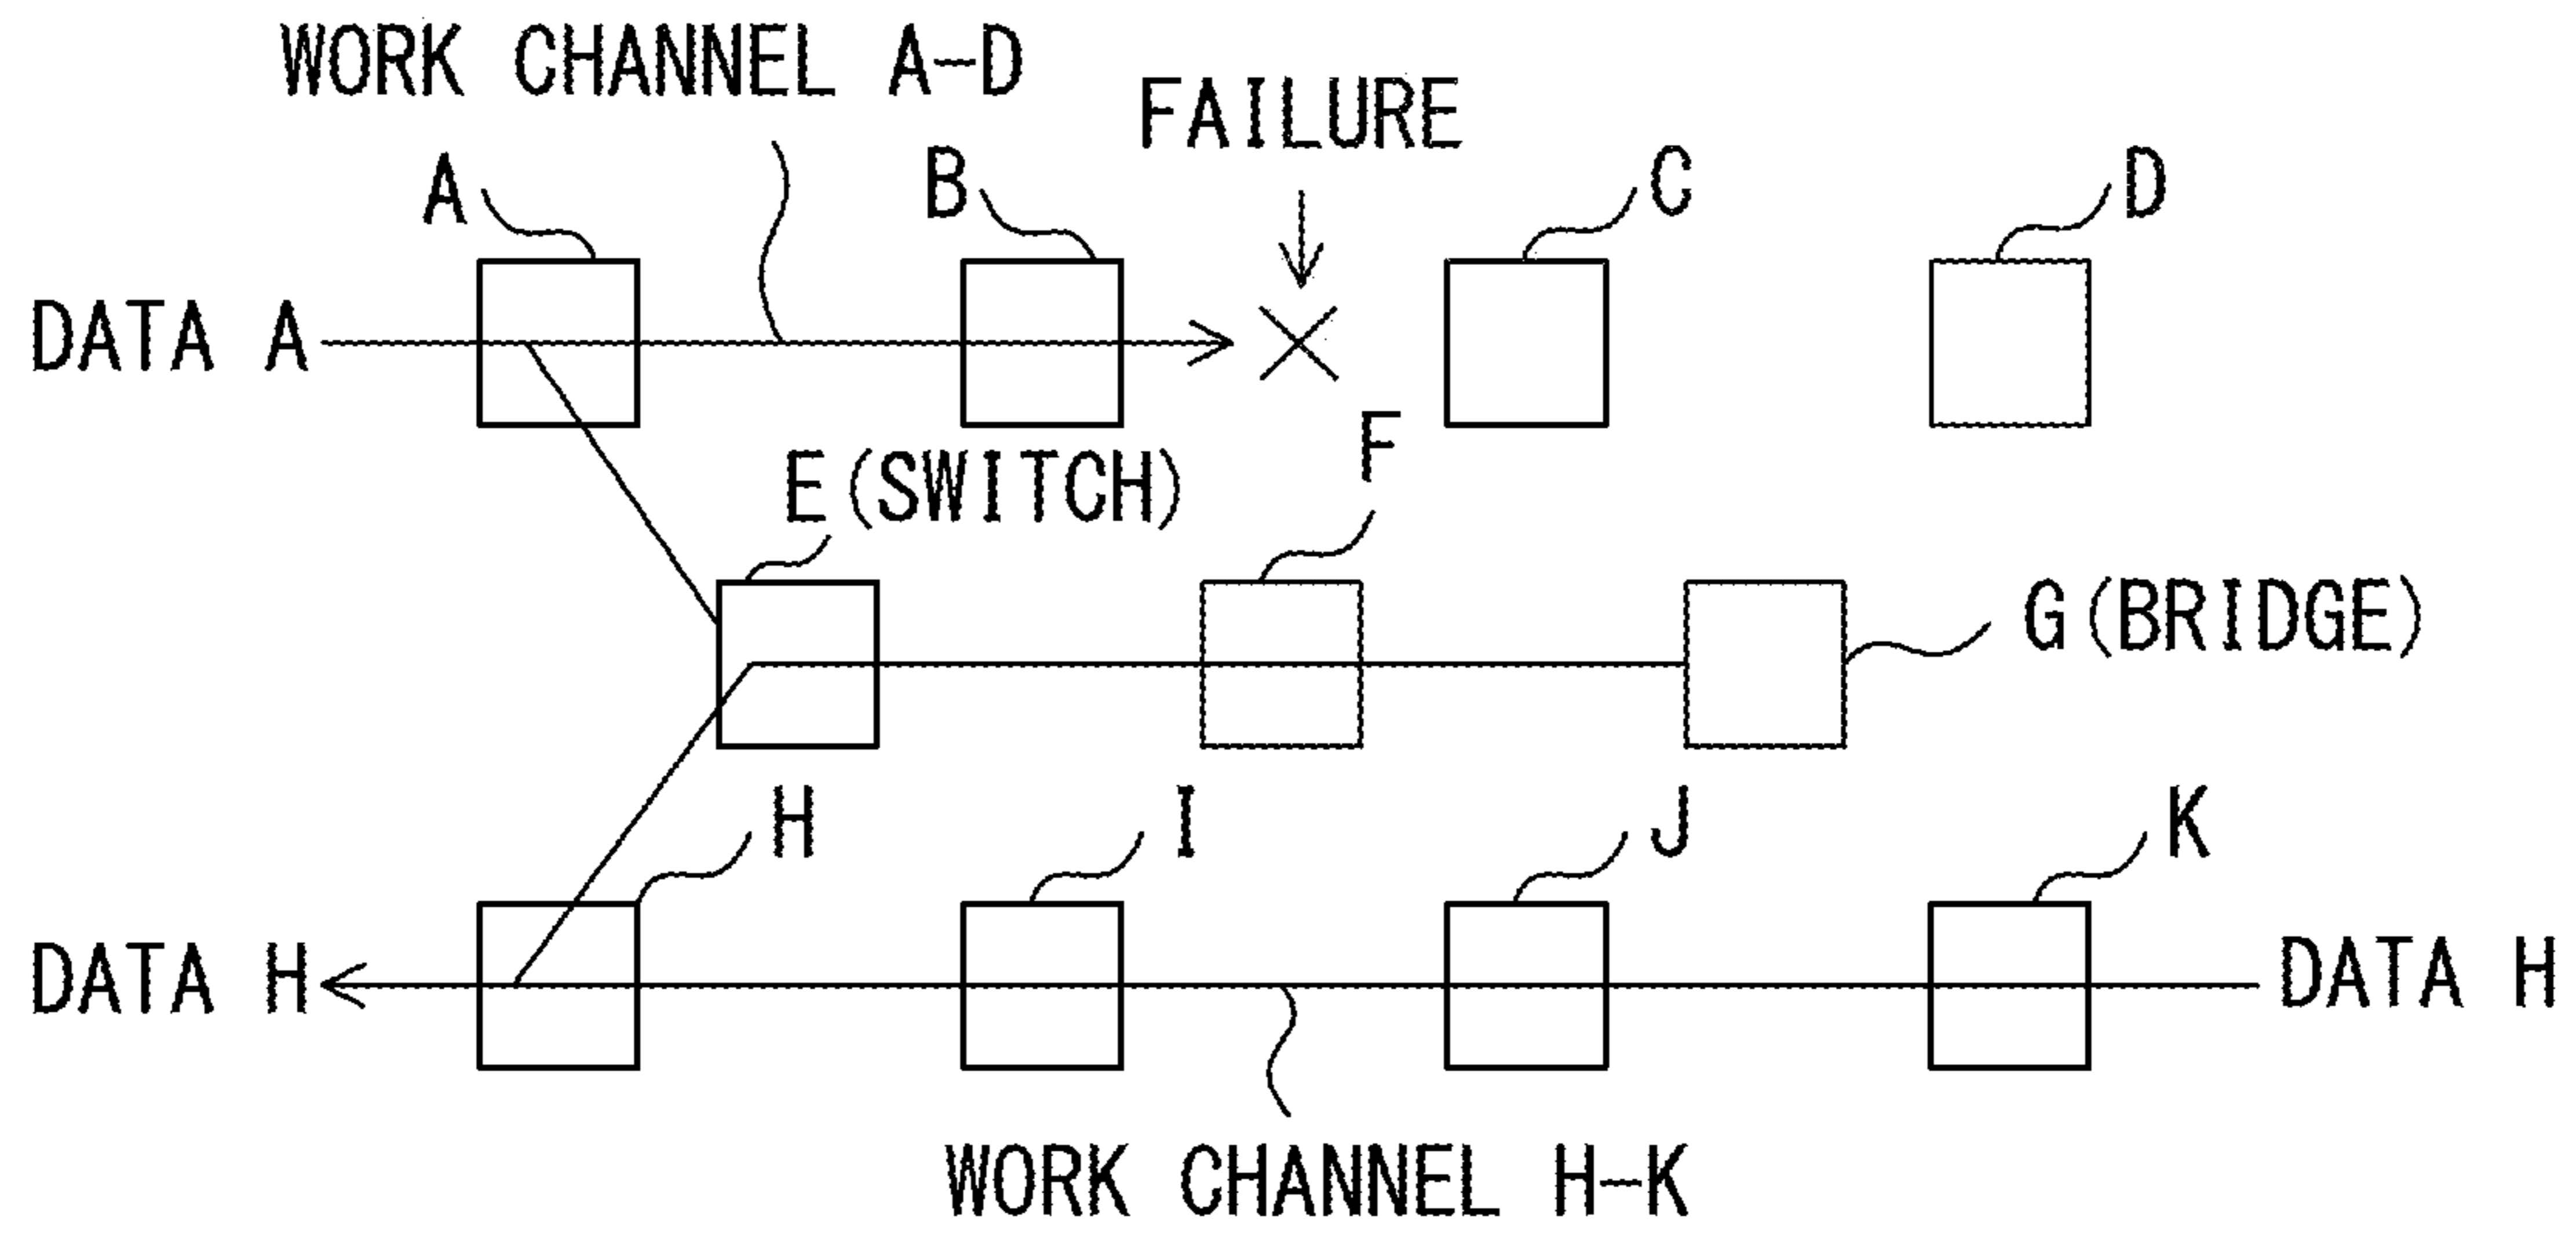 WORK CHANNEL A-D
FAILURE
A
B
C
D
DATA A
E(SWITCH)
F
G(BRIDGE)
H
I
J
K
DATA H
DATA H
WORK CHANNEL H-K